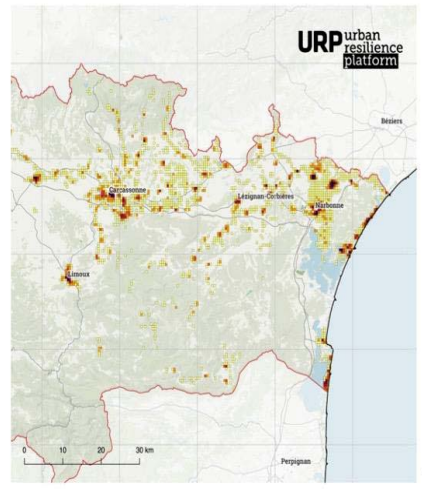 URP urban
resilience
platform
Béziers
Carcassonne
Lézignan-Corbières
Narbonne
Limoux
0 10 20 30 km
Perpignan